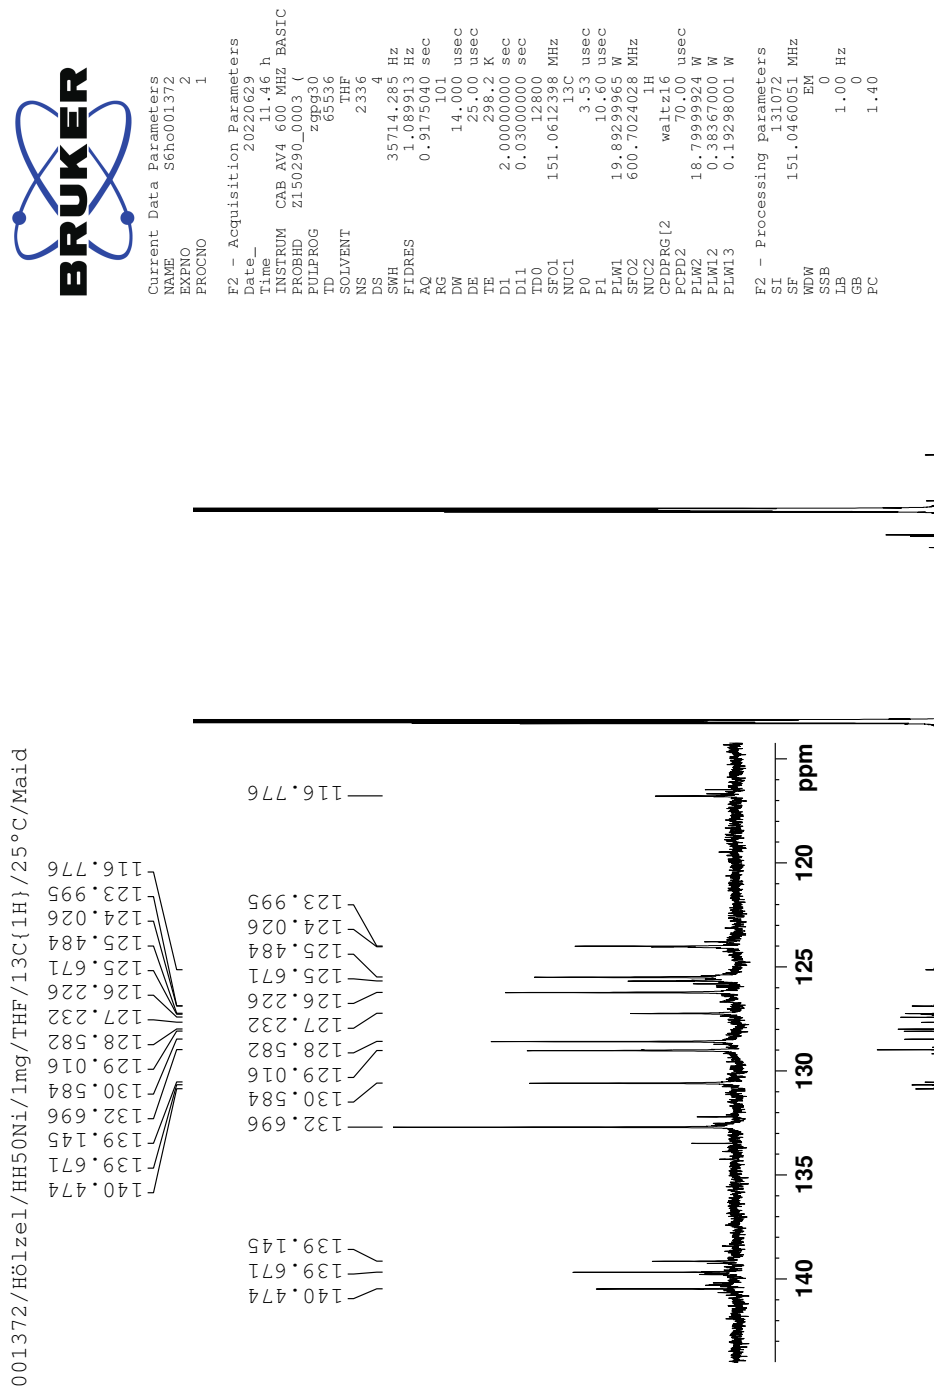 001372/Hölzel/HH50Ni/1mg/THF/13C{1H}/25°C/Maid
140.474
139.671
139.145
132.696
130.584
129.016
128.582
127.232
126.226
125.671
125.484
124.026
123.995
116.776
140.474
139.671
139.145
132.696
130.584
129.016
128.582
127.232
126.226
125.671
125.484
124.026
123.995
116.776
140
135
130
125
120
ppm
BRUKER
Current Data Parameters
NAME S6ho001372
EXPNO 2
PROCNO 1
F2 - Acquisition Parameters
Date_ 20220629
Time 11.46 h
INSTRUM CAB AV4 600 MHZ BASIC
PROBHD Z150290_0003 (
PULPROG zgpg30
TD 65536
SOLVENT THF
NS 2336
DS 4
SWH 35714.285 Hz
FIDRES 1.089913 Hz
AQ 0.9175040 sec
RG 101
DW 14.000 usec
DE 25.00 usec
TE 298.2 K
D1 2.00000000 sec
D11 0.03000000 sec
TD0 12800
SFO1 151.0612398 MHz
NUC1 13C
P0 3.53 usec
P1 10.60 usec
PLW1 19.89299965 W
SFO2 600.7024028 MHz
NUC2 1H
CPDPRG[2 waltz16
PCPD2 70.00 usec
PLW2 18.79999924 W
PLW12 0.38367000 W
PLW13 0.19298001 W
F2 - Processing parameters
SI 131072
SF 151.0460051 MHz
WDW EM
SSB 0
LB 1.00 Hz
GB 0
PC 1.40